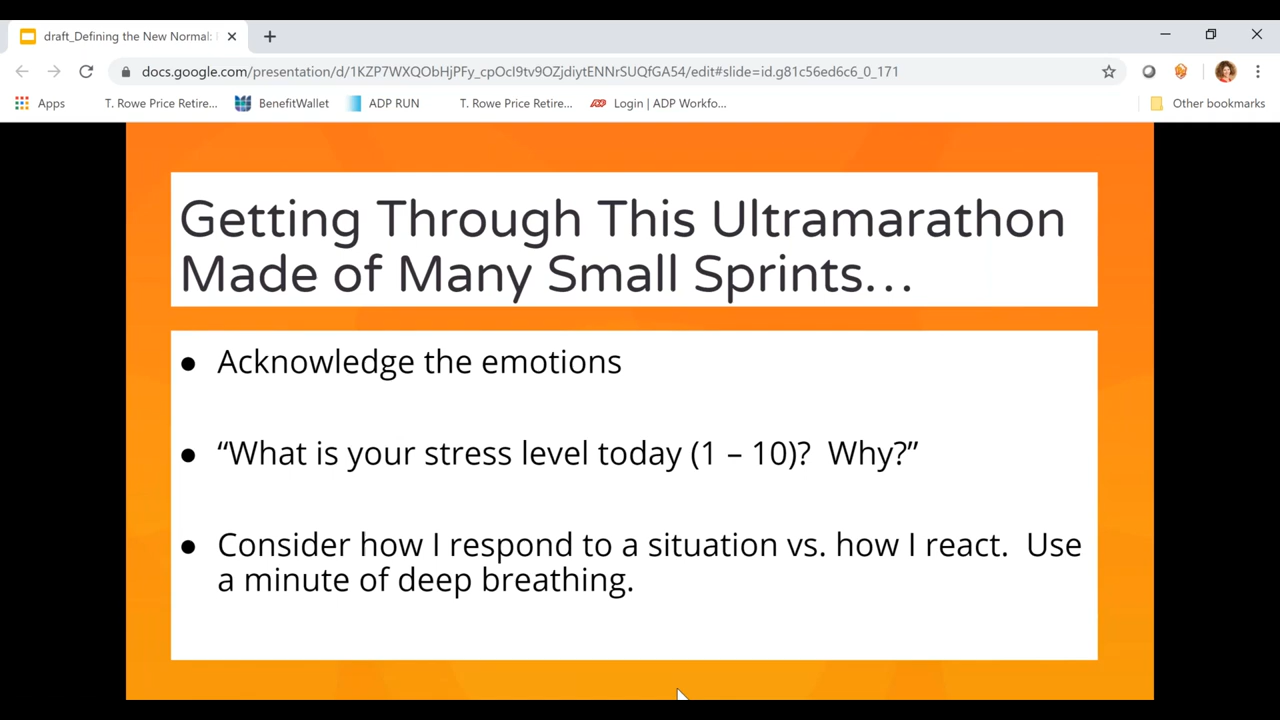 draft_Defining the New Normal:
docs.google.com/presentation/d/1KZP7WXQObHjPFy_cpOcI9tv9OZjdiytENNrSUQfGA54/edit#slide=id.g81c56ed6c6_0_171
Apps T. Rowe Price Retire... BenefitWallet ADP RUN T. Rowe Price Retire... Login | ADP Workfo... Other bookmarks
Getting Through This Ultramarathon
Made of Many Small Sprints...
● Acknowledge the emotions
● “What is your stress level today (1 – 10)?  Why?”
● Consider how I respond to a situation vs. how I react.  Use
a minute of deep breathing.